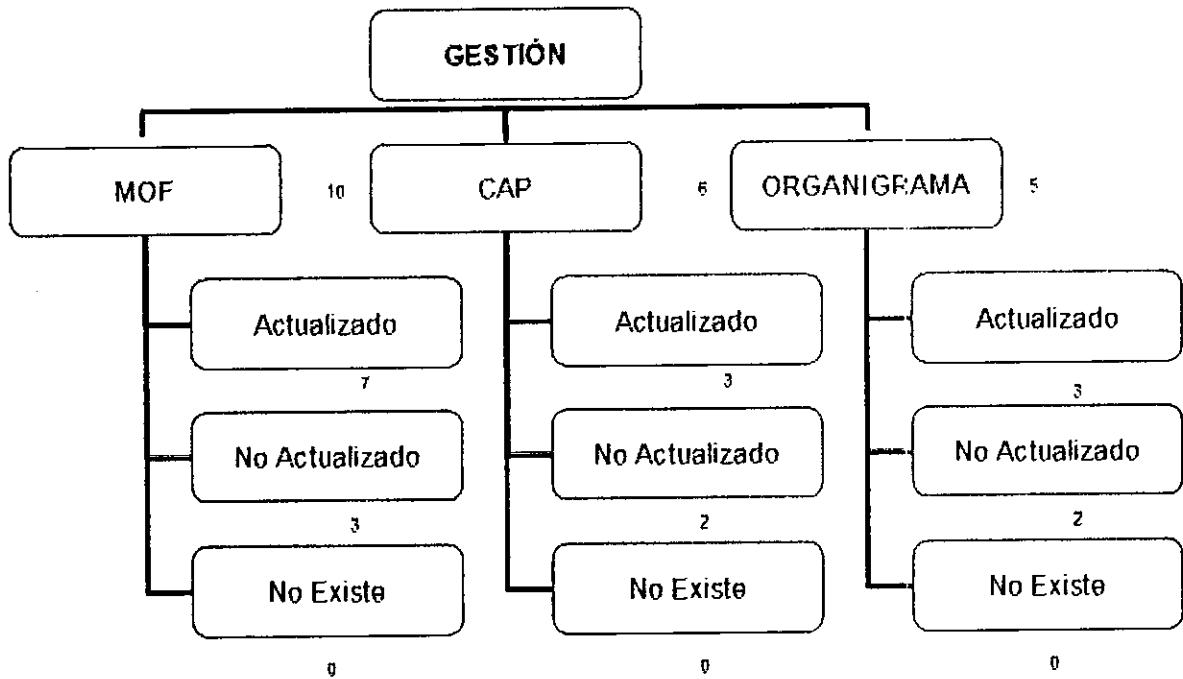 GESTIÓN
MOF
10
CAP
6
ORGANIGRAMA
5
Actualizado
7
Actualizado
3
Actualizado
3
No Actualizado
3
No Actualizado
2
No Actualizado
2
No Existe
0
No Existe
0
No Existe
0